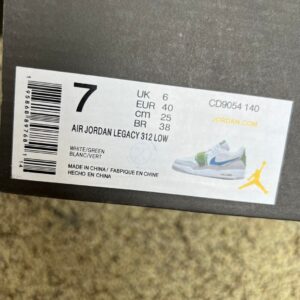 7
UK 6
EUR 40
cm 25
BR 38
CD9054 140
JORDAN.COM
AIR JORDAN LEGACY 312 LOW
WHITE/GREEN
BLANC/VERT
MADE IN CHINA / FABRIQUE EN CHINE
HECHO EN CHINA